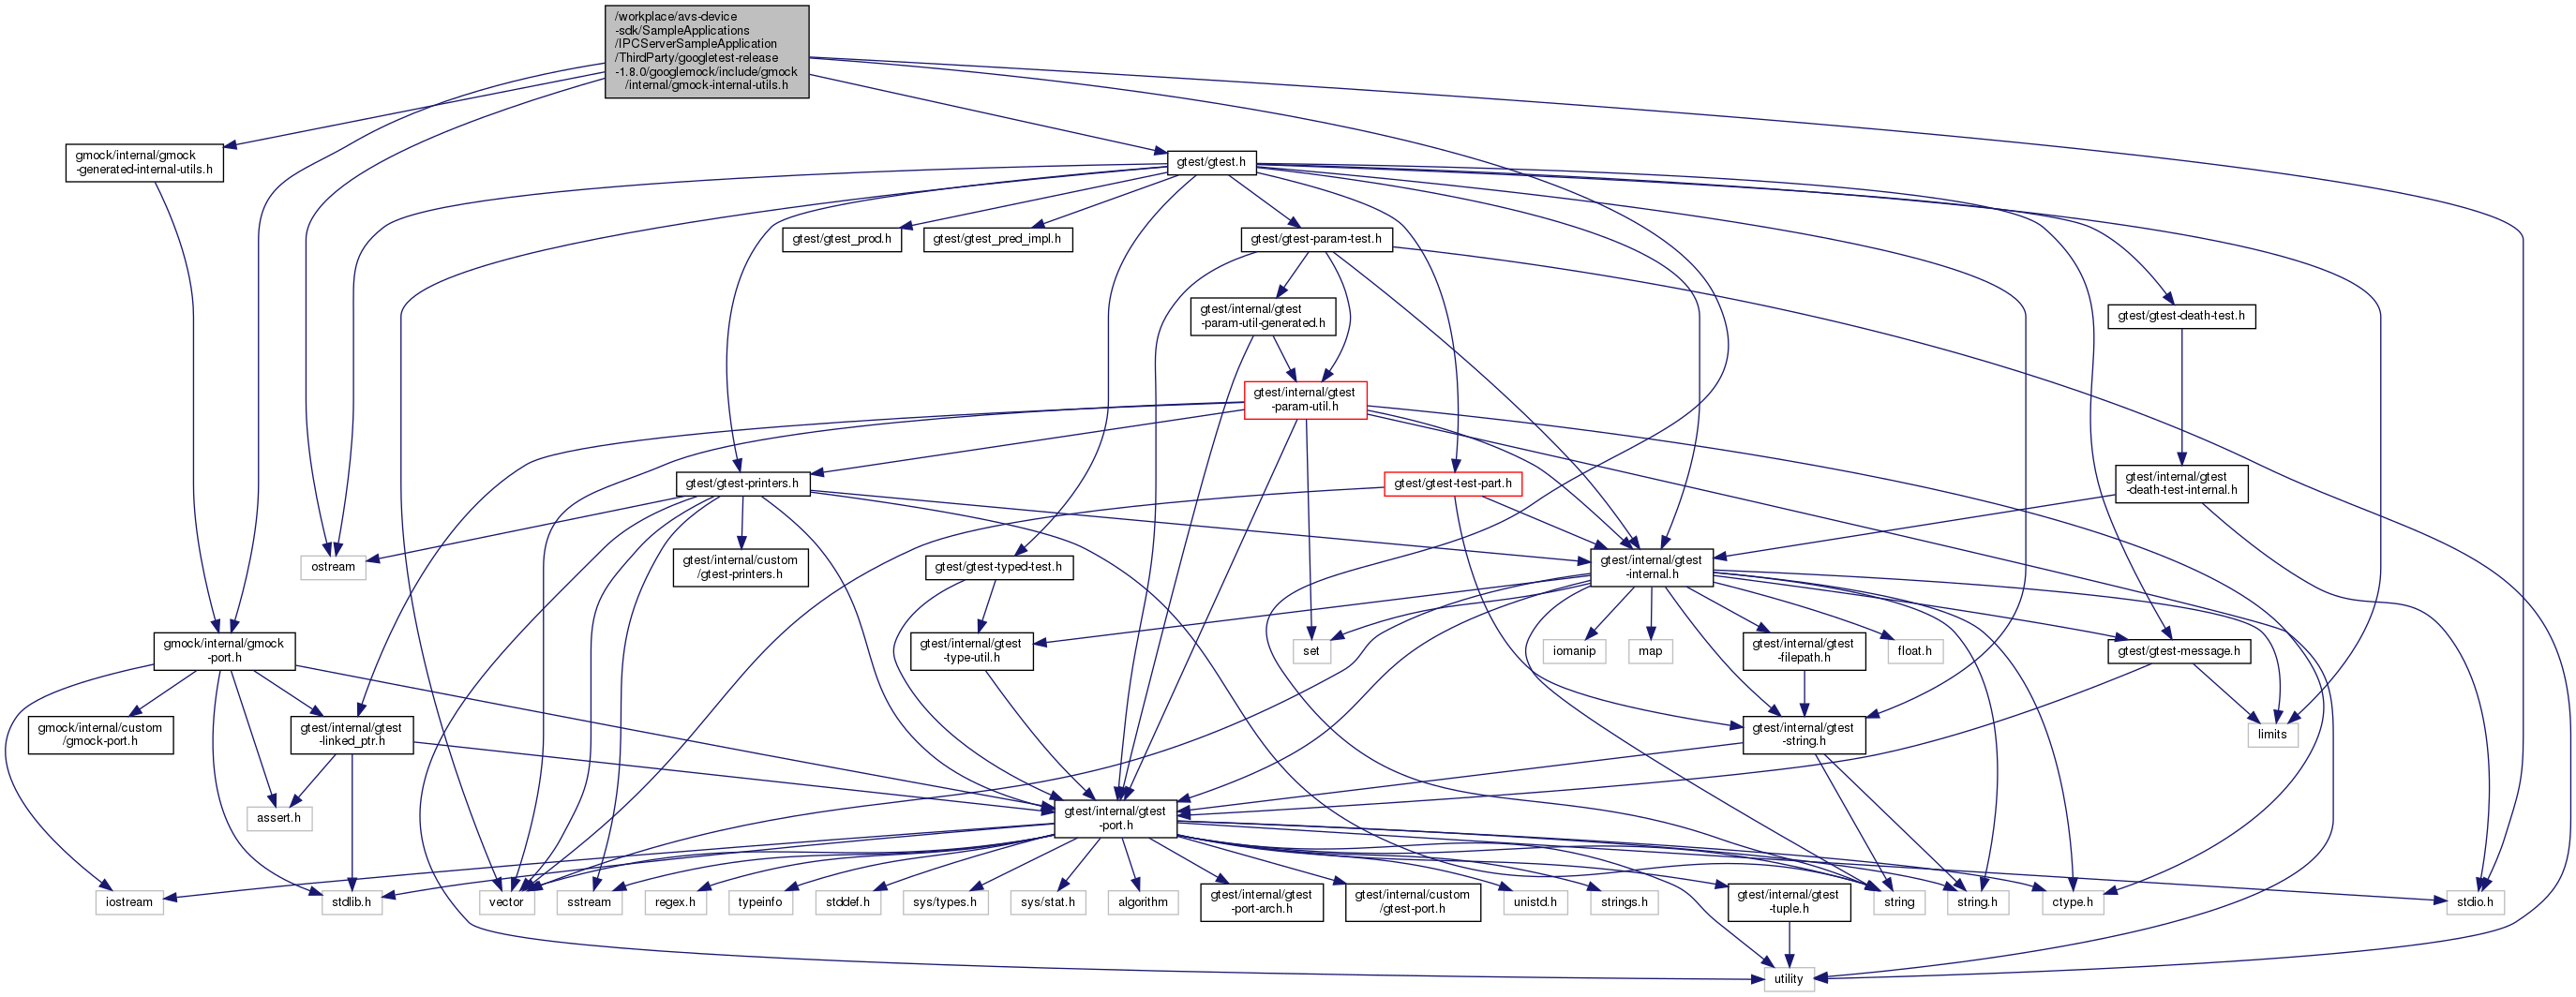 /workplace/avs-device
-sdk/SampleApplications
/IPCServerSampleApplication
/ThirdParty/googletest-release
-1.8.0/googlemock/include/gmock
/internal/gmock-internal-utils.h
gmock/internal/gmock
-generated-internal-utils.h
gtest/gtest.h
gtest/gtest_prod.h
gtest/gtest_pred_impl.h
gtest/gtest-param-test.h
gtest/internal/gtest
-param-util-generated.h
gtest/gtest-death-test.h
gtest/internal/gtest
-param-util.h
gtest/gtest-printers.h
gtest/gtest-test-part.h
gtest/internal/gtest
-death-test-internal.h
ostream
gtest/internal/custom
/gtest-printers.h
gtest/gtest-typed-test.h
gtest/internal/gtest
-internal.h
gmock/internal/gmock
-port.h
gtest/internal/gtest
-type-util.h
set
iomanip
map
gtest/internal/gtest
-filepath.h
float.h
gtest/gtest-message.h
gmock/internal/custom
/gmock-port.h
gtest/internal/gtest
-linked_ptr.h
gtest/internal/gtest
-string.h
limits
assert.h
gtest/internal/gtest
-port.h
iostream
stdlib.h
vector
sstream
regex.h
typeinfo
stddef.h
sys/types.h
sys/stat.h
algorithm
gtest/internal/gtest
-port-arch.h
gtest/internal/custom
/gtest-port.h
unistd.h
strings.h
gtest/internal/gtest
-tuple.h
string
string.h
ctype.h
stdio.h
utility